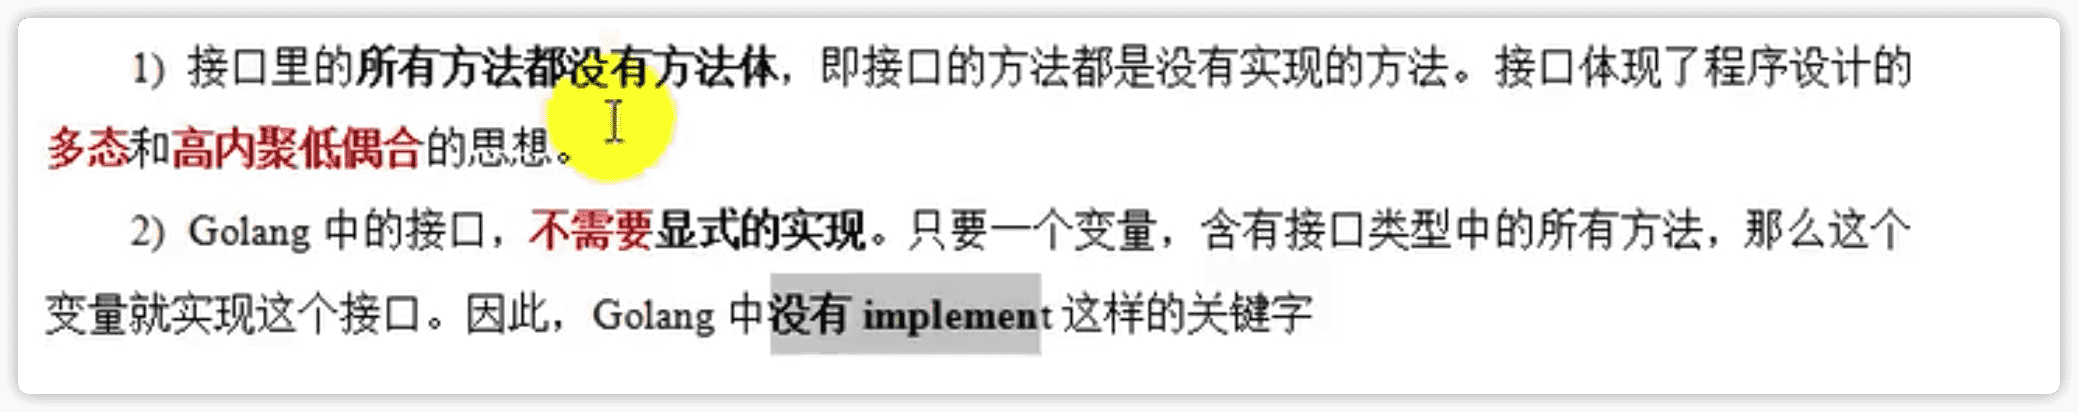 1) 接口里的所有方法都没有方法体，即接口的方法都是没有实现的方法。接口体现了程序设计的
多态和高内聚低偶合的思想。
2) Golang 中的接口，不需要显式的实现。只要一个变量，含有接口类型中的所有方法，那么这个
变量就实现这个接口。因此，Golang 中没有 implement 这样的关键字